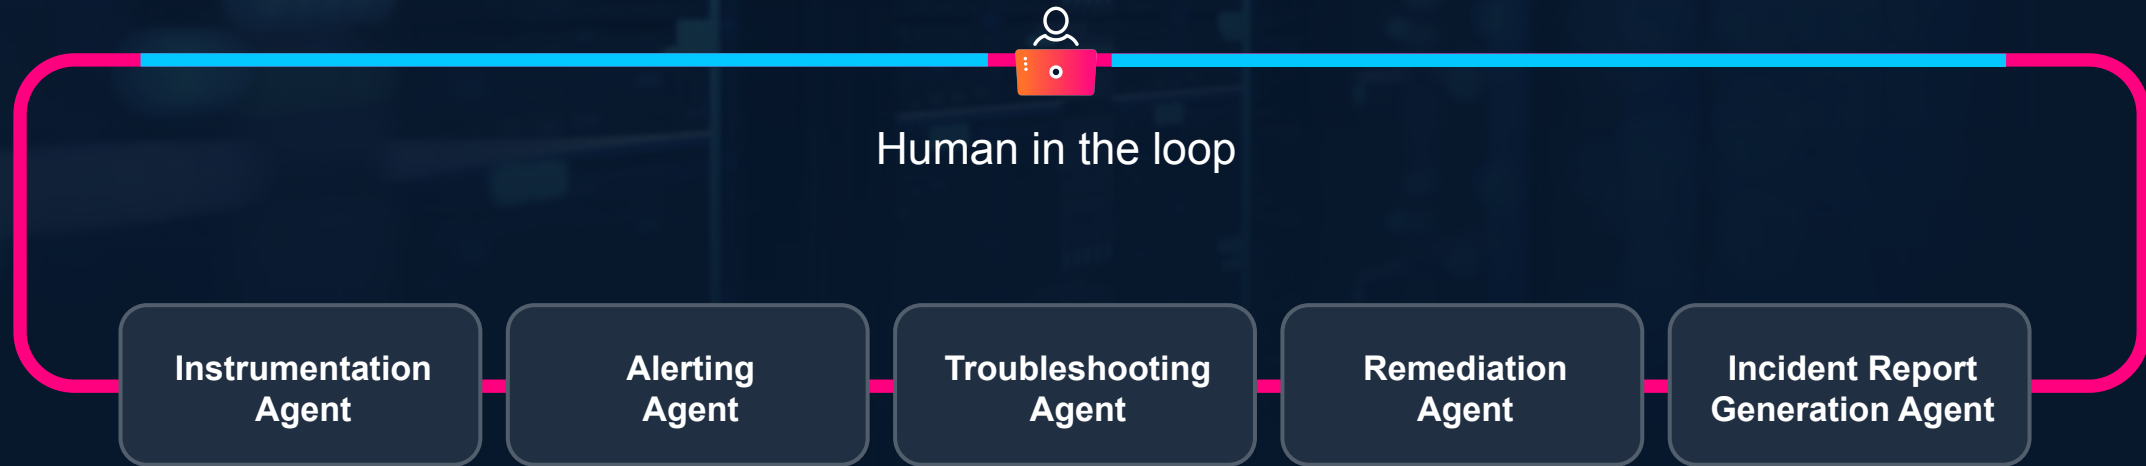 Human in the loop
Instrumentation
Agent
Alerting
Agent
Troubleshooting
Agent
Remediation
Agent
Incident Report
Generation Agent